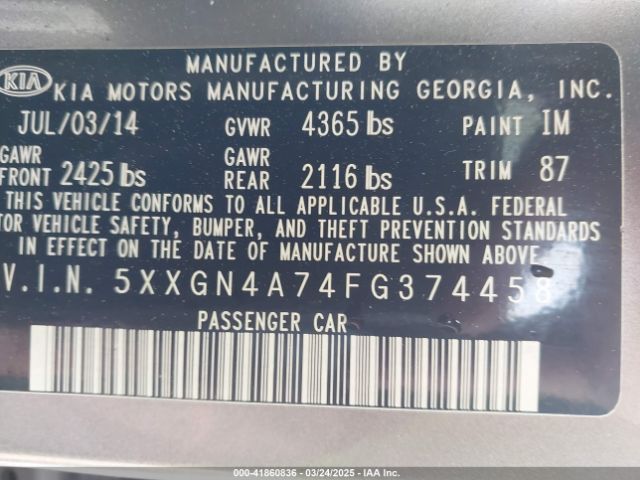 MANUFACTURED BY
KIA KIA MOTORS MANUFACTURING GEORGIA, INC.
JUL/03/14 GVWR 4365 lbs PAINT IM
GAWR FRONT 2425 lbs GAWR REAR 2116 lbs TRIM 87
THIS VEHICLE CONFORMS TO ALL APPLICABLE U.S.A. FEDERAL
TOR VEHICLE SAFETY, BUMPER, AND THEFT PREVENTION STANDARDS
IN EFFECT ON THE DATE OF MANUFACTURE SHOWN ABOVE.
V.I.N. 5XXGN4A74FG374458
PASSENGER CAR
000-41860836 - 03/24/2025 - IAA Inc.